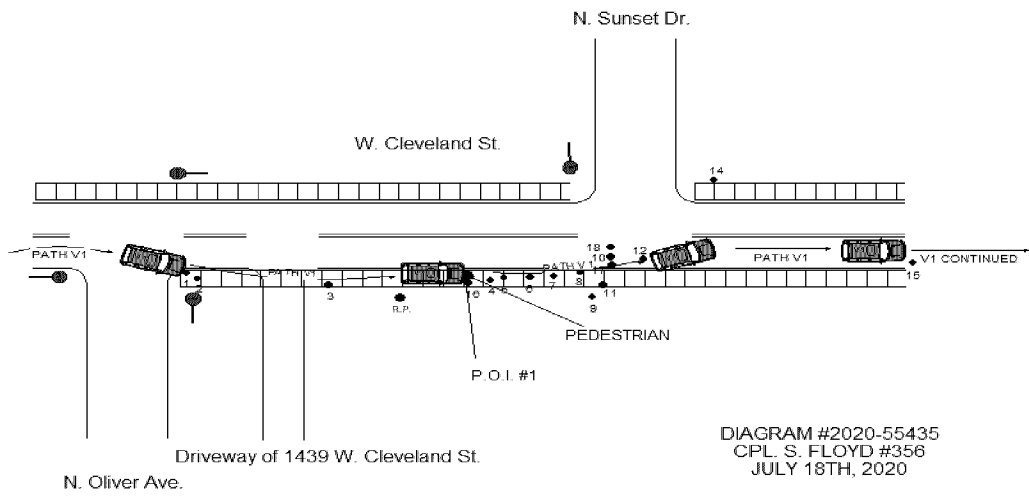 N. Sunset Dr.
W. Cleveland St.
14
PATH V1
18
10
12
PATH V1
V1 CONTINUED
15
1
2
PATH V1
3
R.P.
16
4
5
6
7
PATH V1
8
9
11
PEDESTRIAN
P.O.I. #1
Driveway of 1439 W. Cleveland St.
N. Oliver Ave.
DIAGRAM #2020-55435
CPL. S. FLOYD #356
JULY 18TH, 2020